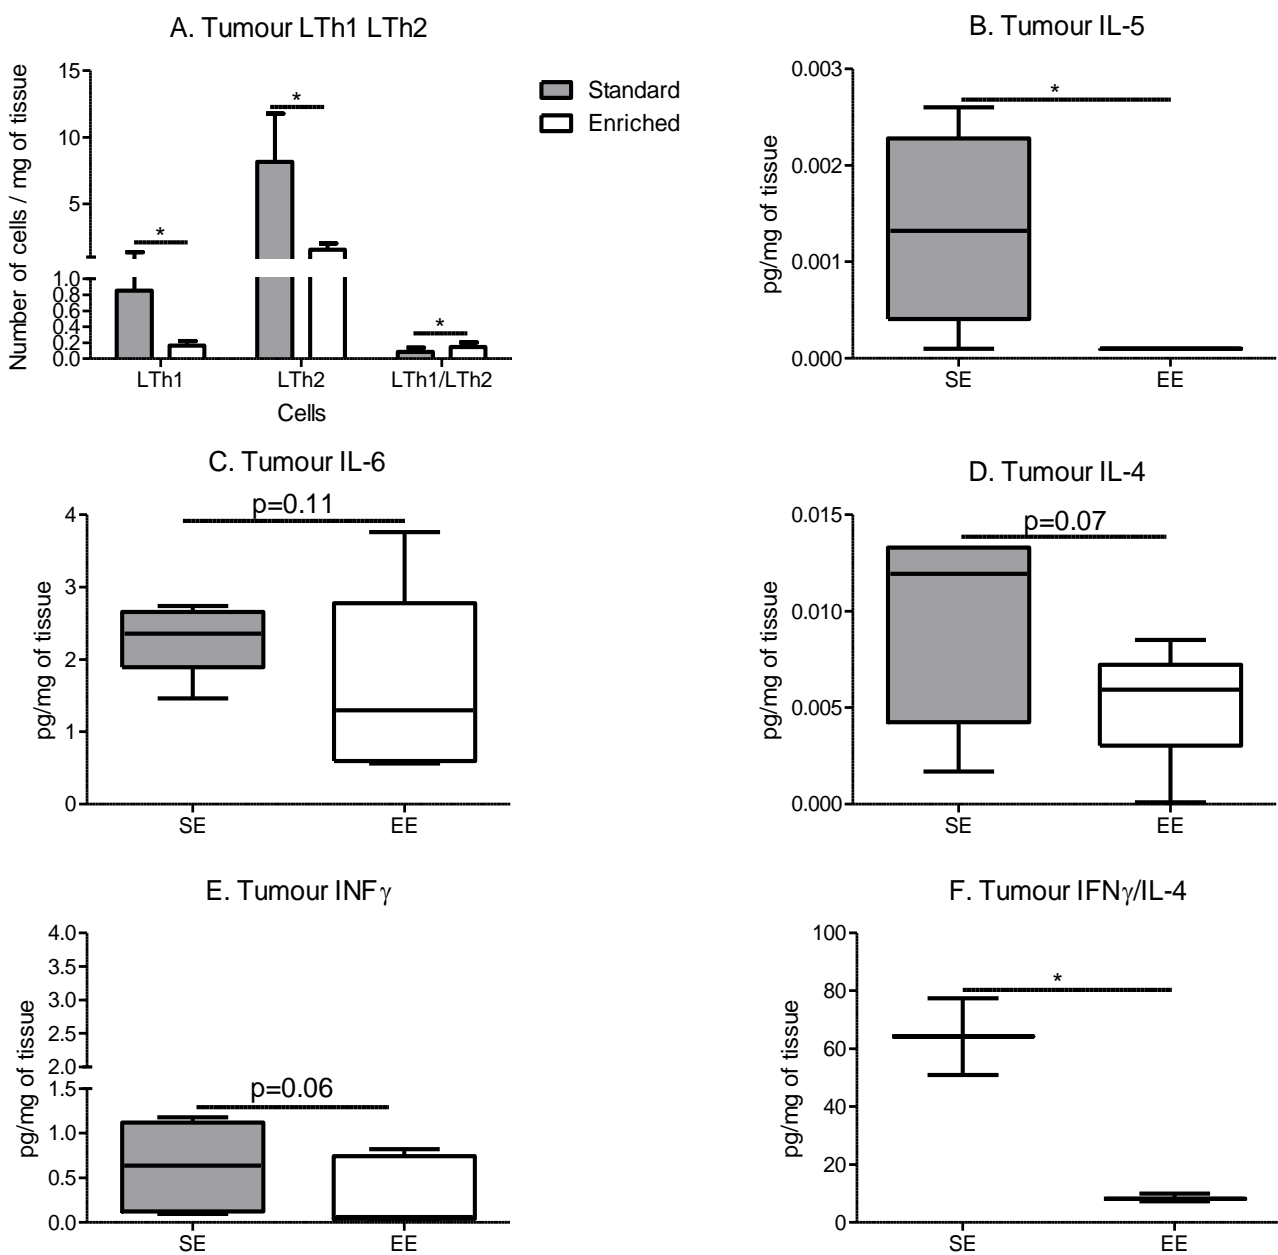 A. Tumour LTh1 LTh2
Number of cells / mg of tissue
15
10
5
1.0
0.8
0.6
0.4
0.2
0.0
*
*
*
LTh1
LTh2
LTh1/LTh2
Cells
Standard
Enriched
B. Tumour IL-5
pg/mg of tissue
0.003
0.002
0.001
0.000
*
SE
EE
C. Tumour IL-6
p=0.11
pg/mg of tissue
4
3
2
1
0
SE
EE
D. Tumour IL-4
p=0.07
pg/mg of tissue
0.015
0.010
0.005
0.000
SE
EE
E. Tumour INFγ
pg/mg of tissue
4.0
3.5
3.0
2.5
2.0
1.5
1.0
0.5
0.0
p=0.06
SE
EE
F. Tumour IFNγ/IL-4
pg/mg of tissue
100
80
60
40
20
0
*
SE
EE